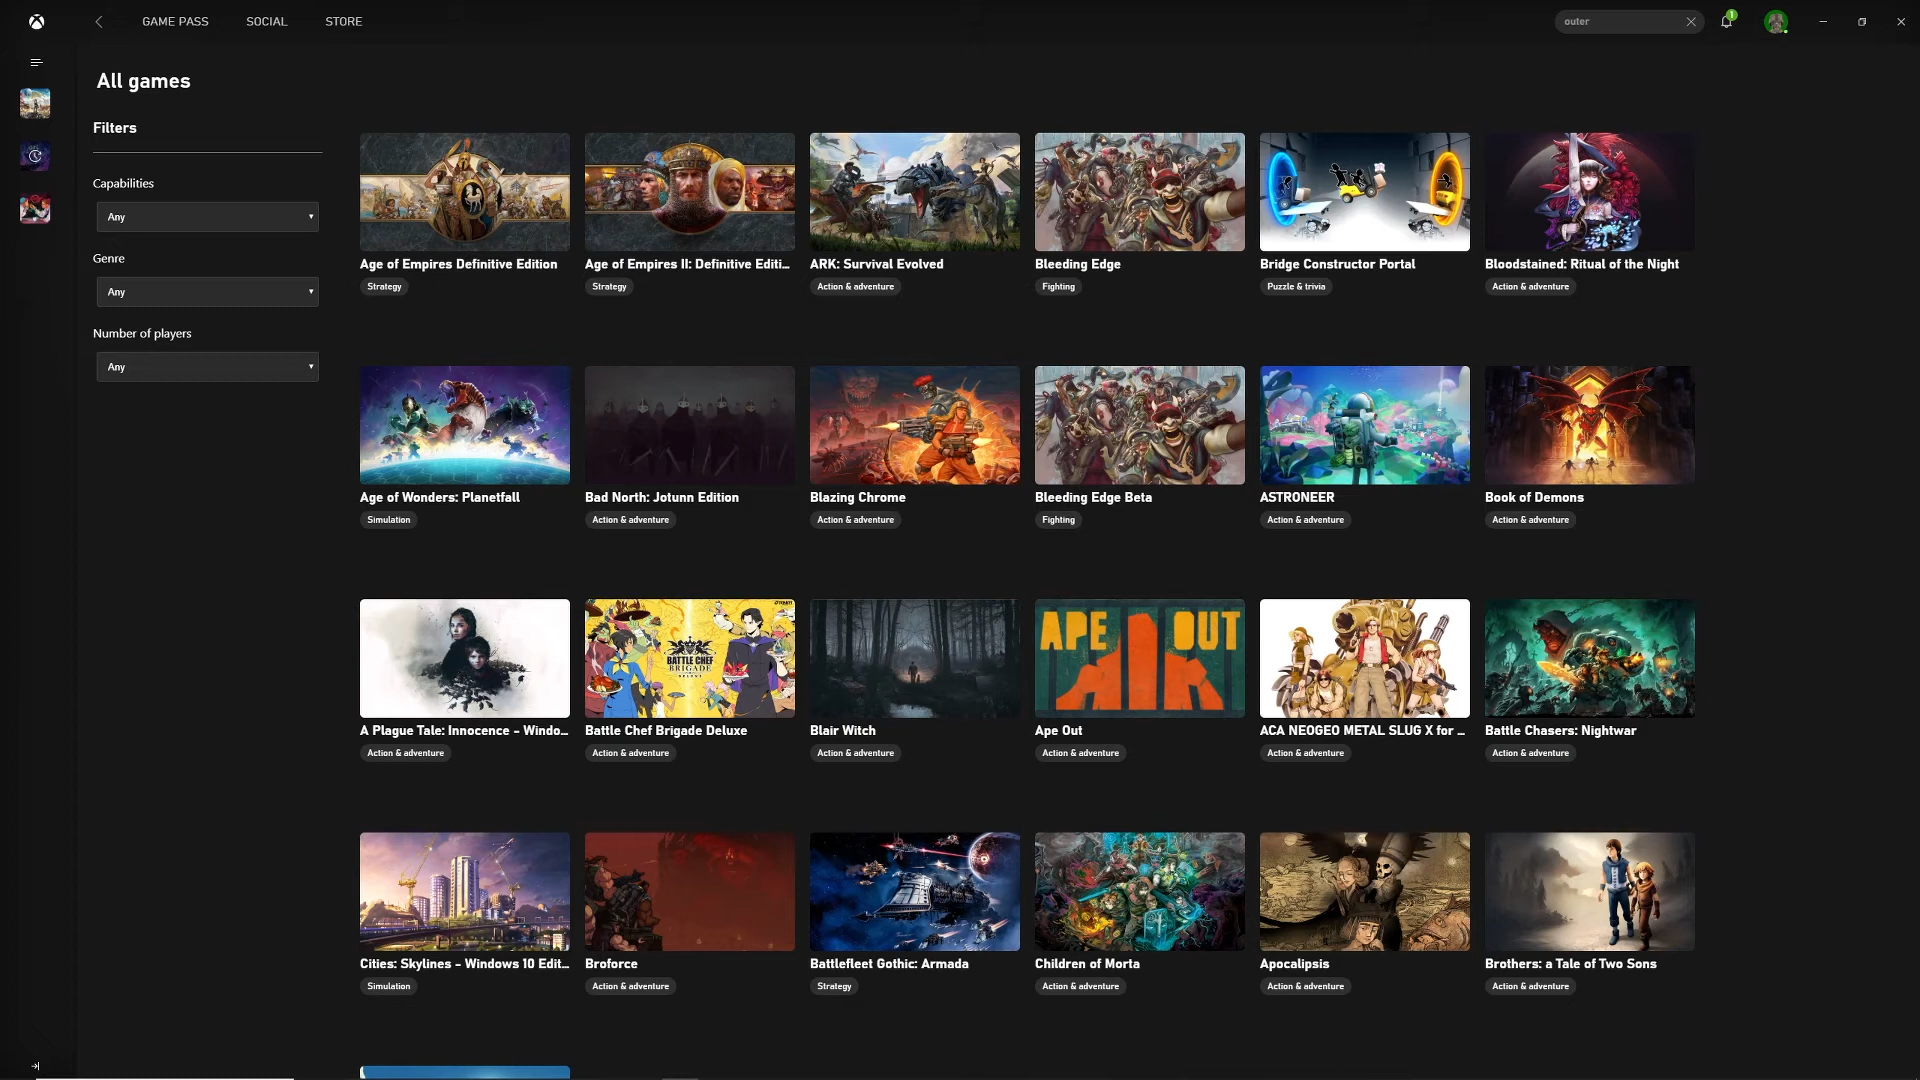 GAME PASS
SOCIAL
STORE
outer
1
All games
Filters
Capabilities
Any
Genre
Any
Number of players
Any
Age of Empires Definitive Edition
Strategy
Age of Empires II: Definitive Editi...
Strategy
ARK: Survival Evolved
Action & adventure
Bleeding Edge
Fighting
Bridge Constructor Portal
Puzzle & trivia
Bloodstained: Ritual of the Night
Action & adventure
Age of Wonders: Planetfall
Simulation
Bad North: Jotunn Edition
Action & adventure
Blazing Chrome
Action & adventure
Bleeding Edge Beta
Fighting
ASTRONEER
Action & adventure
Book of Demons
Action & adventure
BATTLE CHEF
BRIGADE
DELUXE
APE OUT
A Plague Tale: Innocence - Windo...
Action & adventure
Battle Chef Brigade Deluxe
Action & adventure
Blair Witch
Action & adventure
Ape Out
Action & adventure
ACA NEOGEO METAL SLUG X for ...
Action & adventure
Battle Chasers: Nightwar
Action & adventure
Cities: Skylines - Windows 10 Edit...
Simulation
Broforce
Action & adventure
Battlefleet Gothic: Armada
Strategy
Children of Morta
Action & adventure
Apocalipsis
Action & adventure
Brothers: a Tale of Two Sons
Action & adventure